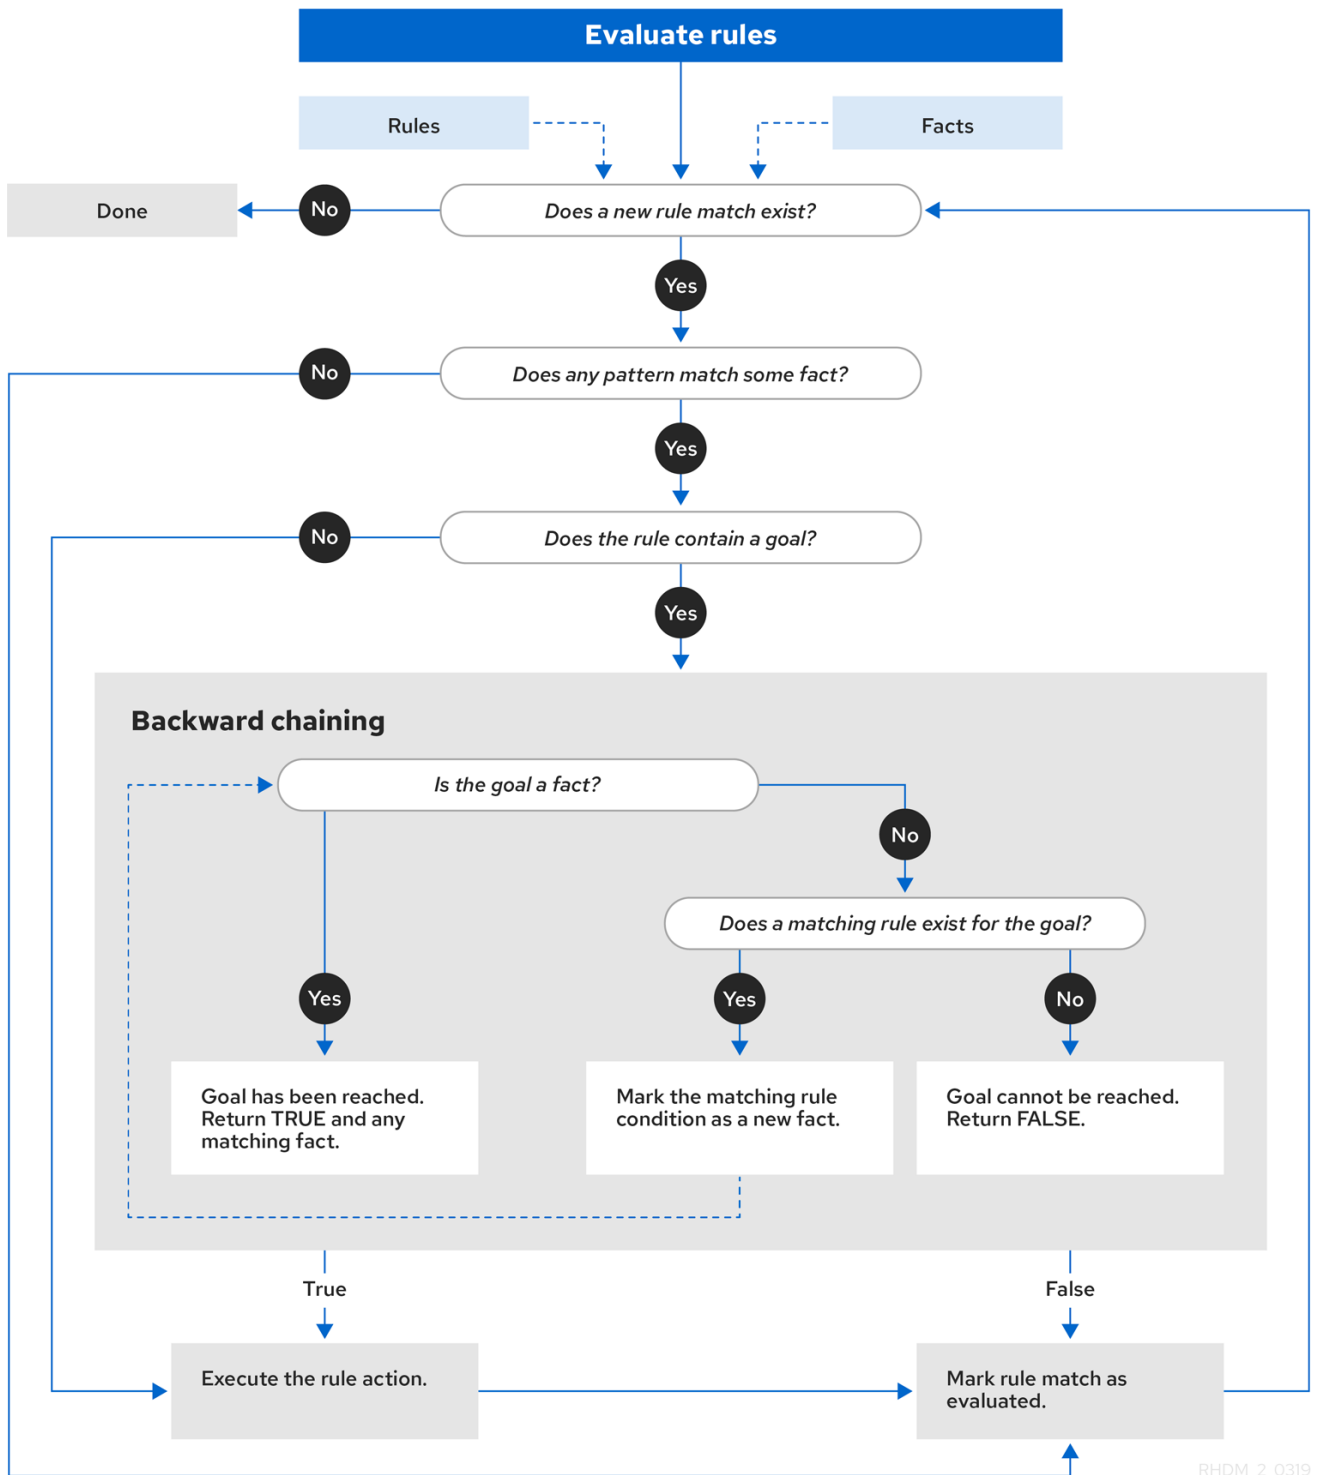 Evaluate rules
Rules
Facts
Done
No
Does a new rule match exist?
Yes
No
Does any pattern match some fact?
Yes
No
Does the rule contain a goal?
Yes
Backward chaining
Is the goal a fact?
No
Does a matching rule exist for the goal?
Yes
Yes
No
Goal has been reached.
Return TRUE and any
matching fact.
Mark the matching rule
condition as a new fact.
Goal cannot be reached.
Return FALSE.
True
False
Execute the rule action.
Mark rule match as
evaluated.
RHDM_2_0319